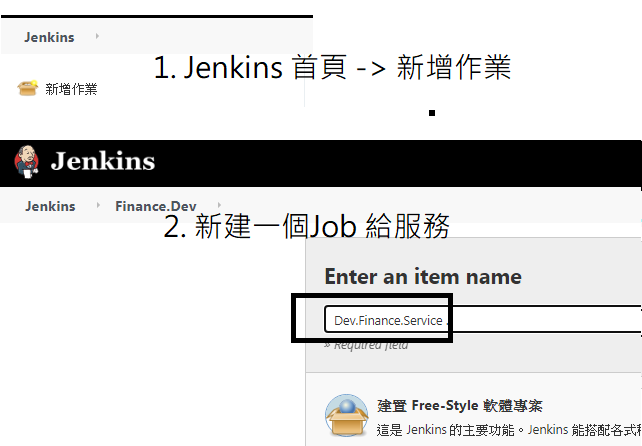 Jenkins
新增作業
1. Jenkins 首頁 -> 新增作業
Jenkins
Jenkins Finance.Dev
2. 新建一個Job 給服務
Enter an item name
Dev.Finance.Service
» Required field
建置 Free-Style 軟體專案
這是 Jenkins 的主要功能。Jenkins 能搭配各式